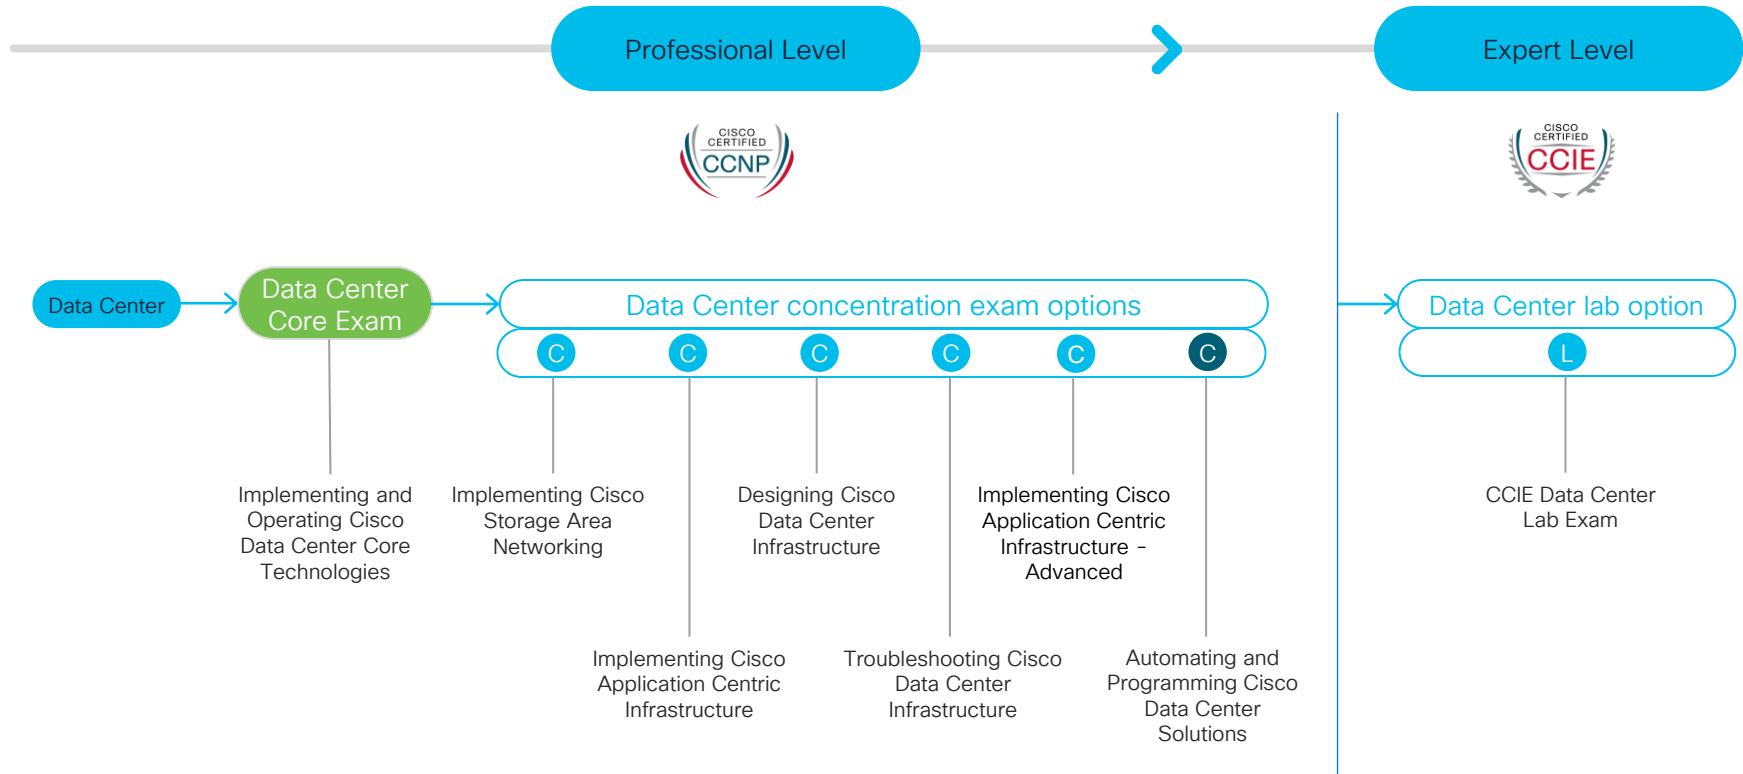 Professional Level
Expert Level
CISCO
CERTIFIED
CCNP
CISCO
CERTIFIED
CCIE
Data Center
Data Center
Core Exam
Data Center concentration exam options
C
C
C
C
C
C
Data Center lab option
L
Implementing and
Operating Cisco
Data Center Core
Technologies
Implementing Cisco
Storage Area
Networking
Designing Cisco
Data Center
Infrastructure
Implementing Cisco
Application Centric
Infrastructure -
Advanced
CCIE Data Center
Lab Exam
Implementing Cisco
Application Centric
Infrastructure
Troubleshooting Cisco
Data Center
Infrastructure
Automating and
Programming Cisco
Data Center
Solutions